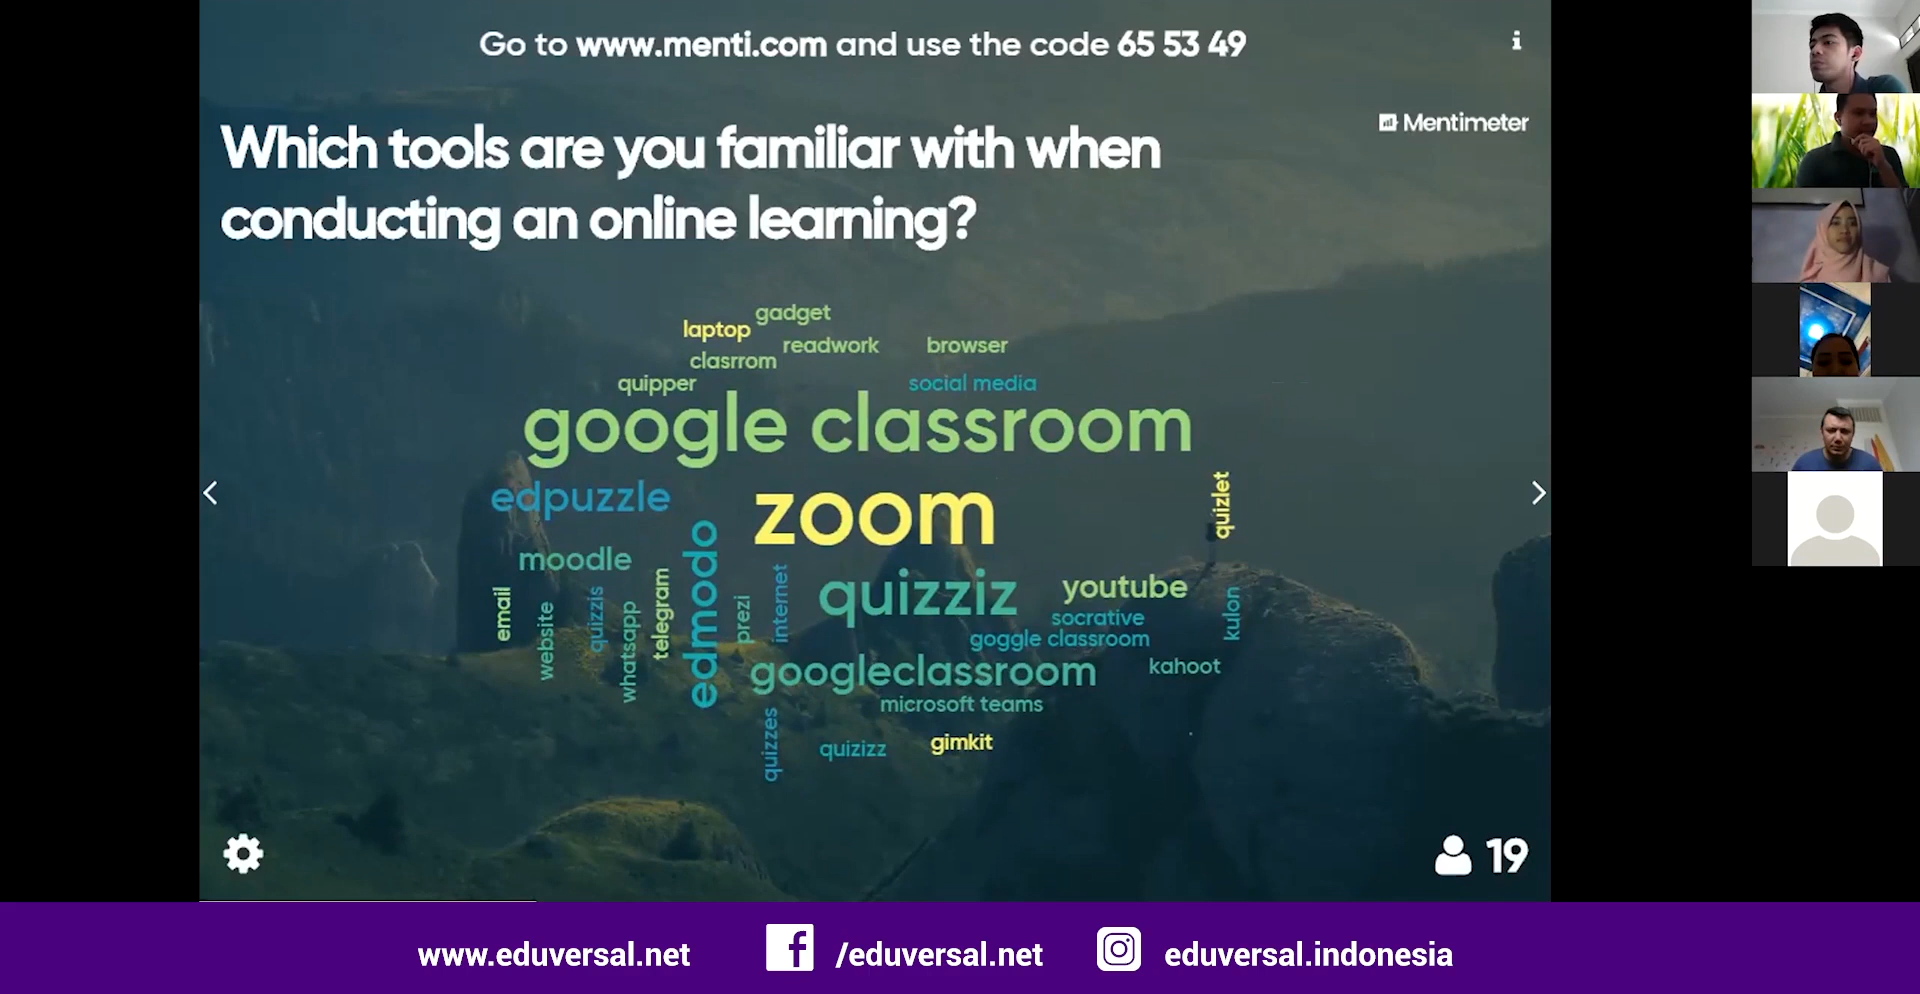 Go to www.menti.com and use the code 65 53 49
i
Mentimeter
Which tools are you familiar with when
conducting an online learning?
gadget
laptop
readwork
browser
clasrrom
quipper
social media
google classroom
edpuzzle
zoom
quizlet
moodle
edmodo
email
website
quizzis
whatsapp
telegram
prezi
internet
quizziz
youtube
socrative
goggle classroom
kulon
googleclassroom
kahoot
microsoft teams
quizzes
quizizz
gimkit
19
www.eduversal.net
/eduversal.net
eduversal.indonesia